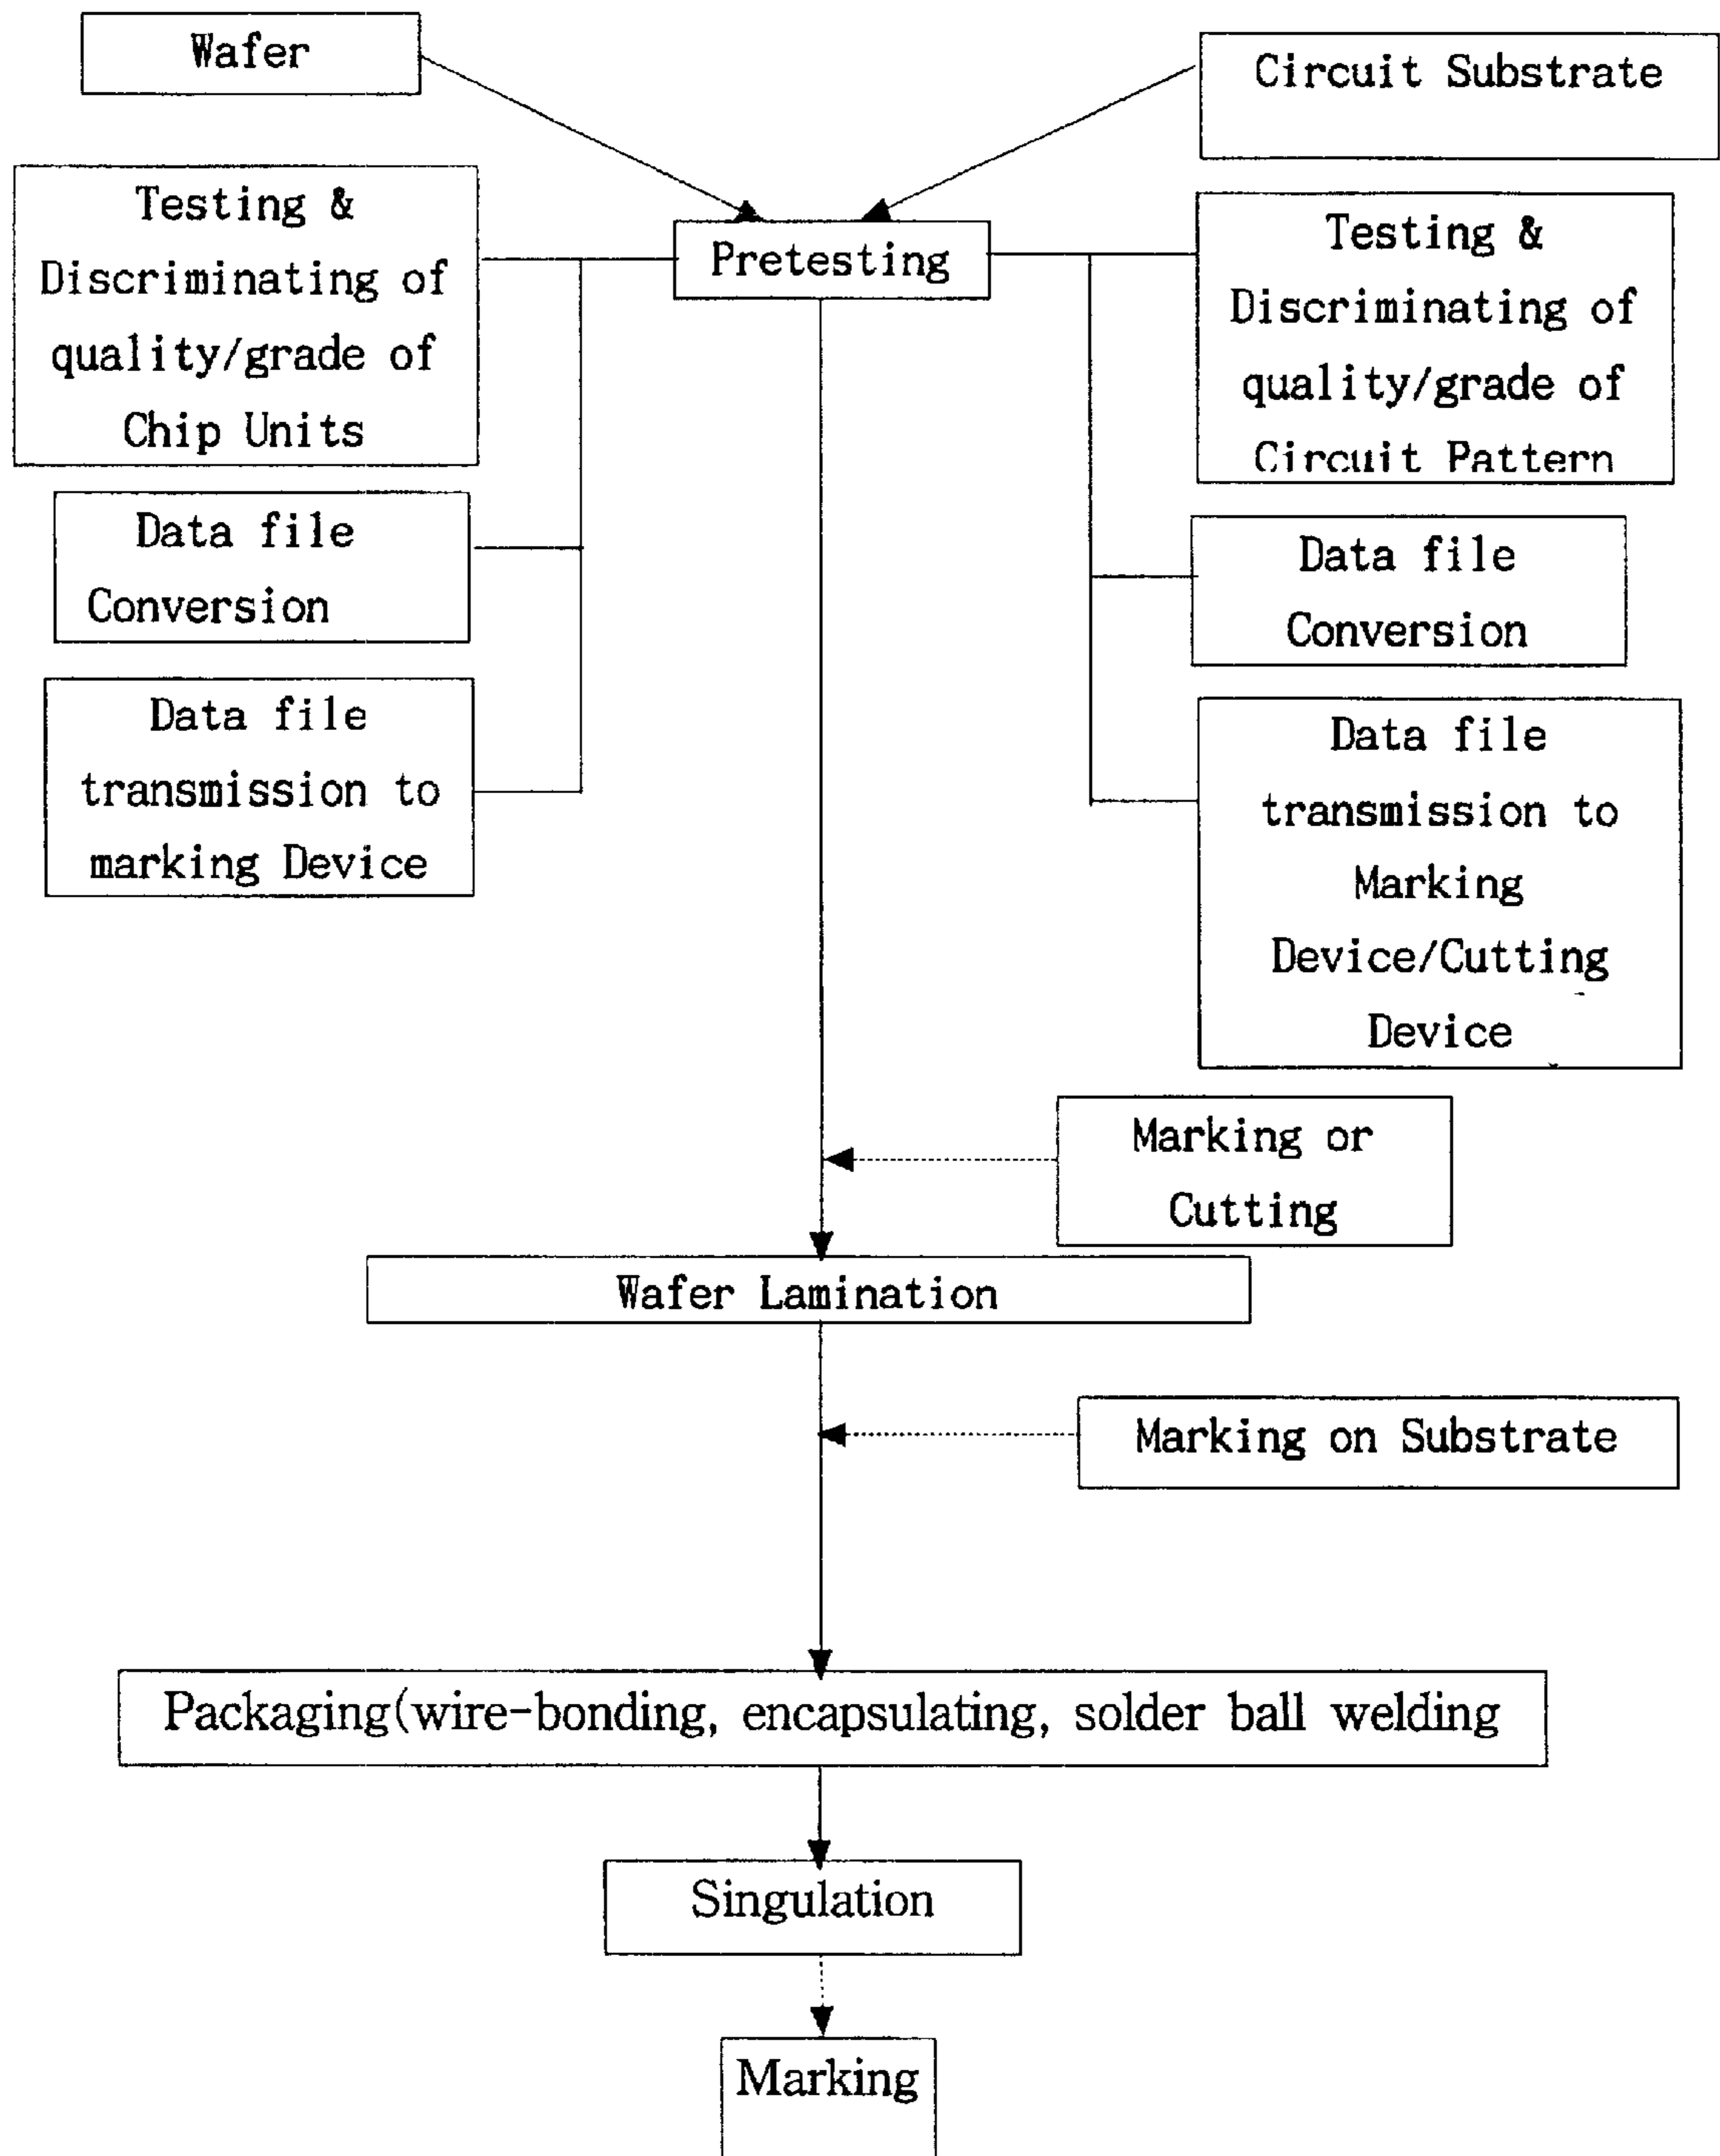 Wafer
Circuit Substrate
Testing &
Discriminating of
quality/grade of
Chip Units
Pretesting
Testing &
Discriminating of
quality/grade of
Circuit Pattern
Data file
Conversion
Data file
Conversion
Data file
transmission to
marking Device
Data file
transmission to
Marking
Device/Cutting
Device
Marking or
Cutting
Wafer Lamination
Marking on Substrate
Packaging(wire-bonding, encapsulating, solder ball welding
Singulation
Marking